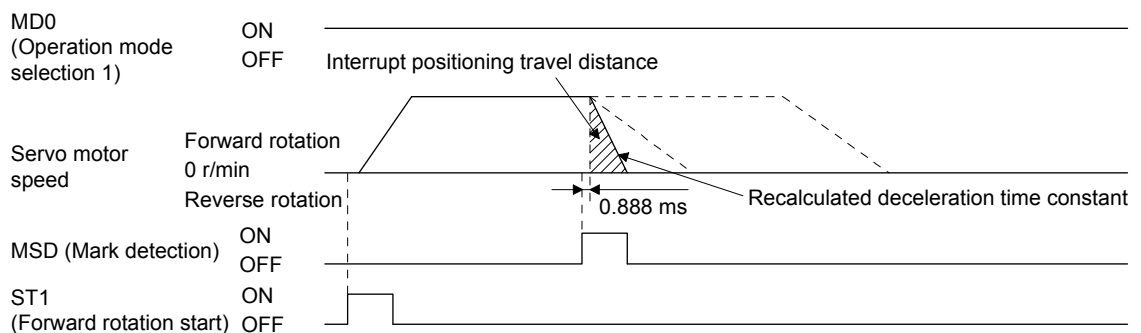 MD0
(Operation mode
selection 1)
ON
OFF
Interrupt positioning travel distance
Servo motor
speed
Forward rotation
0 r/min
Reverse rotation
0.888 ms
Recalculated deceleration time constant
MSD (Mark detection)
ON
OFF
ST1
(Forward rotation start)
ON
OFF